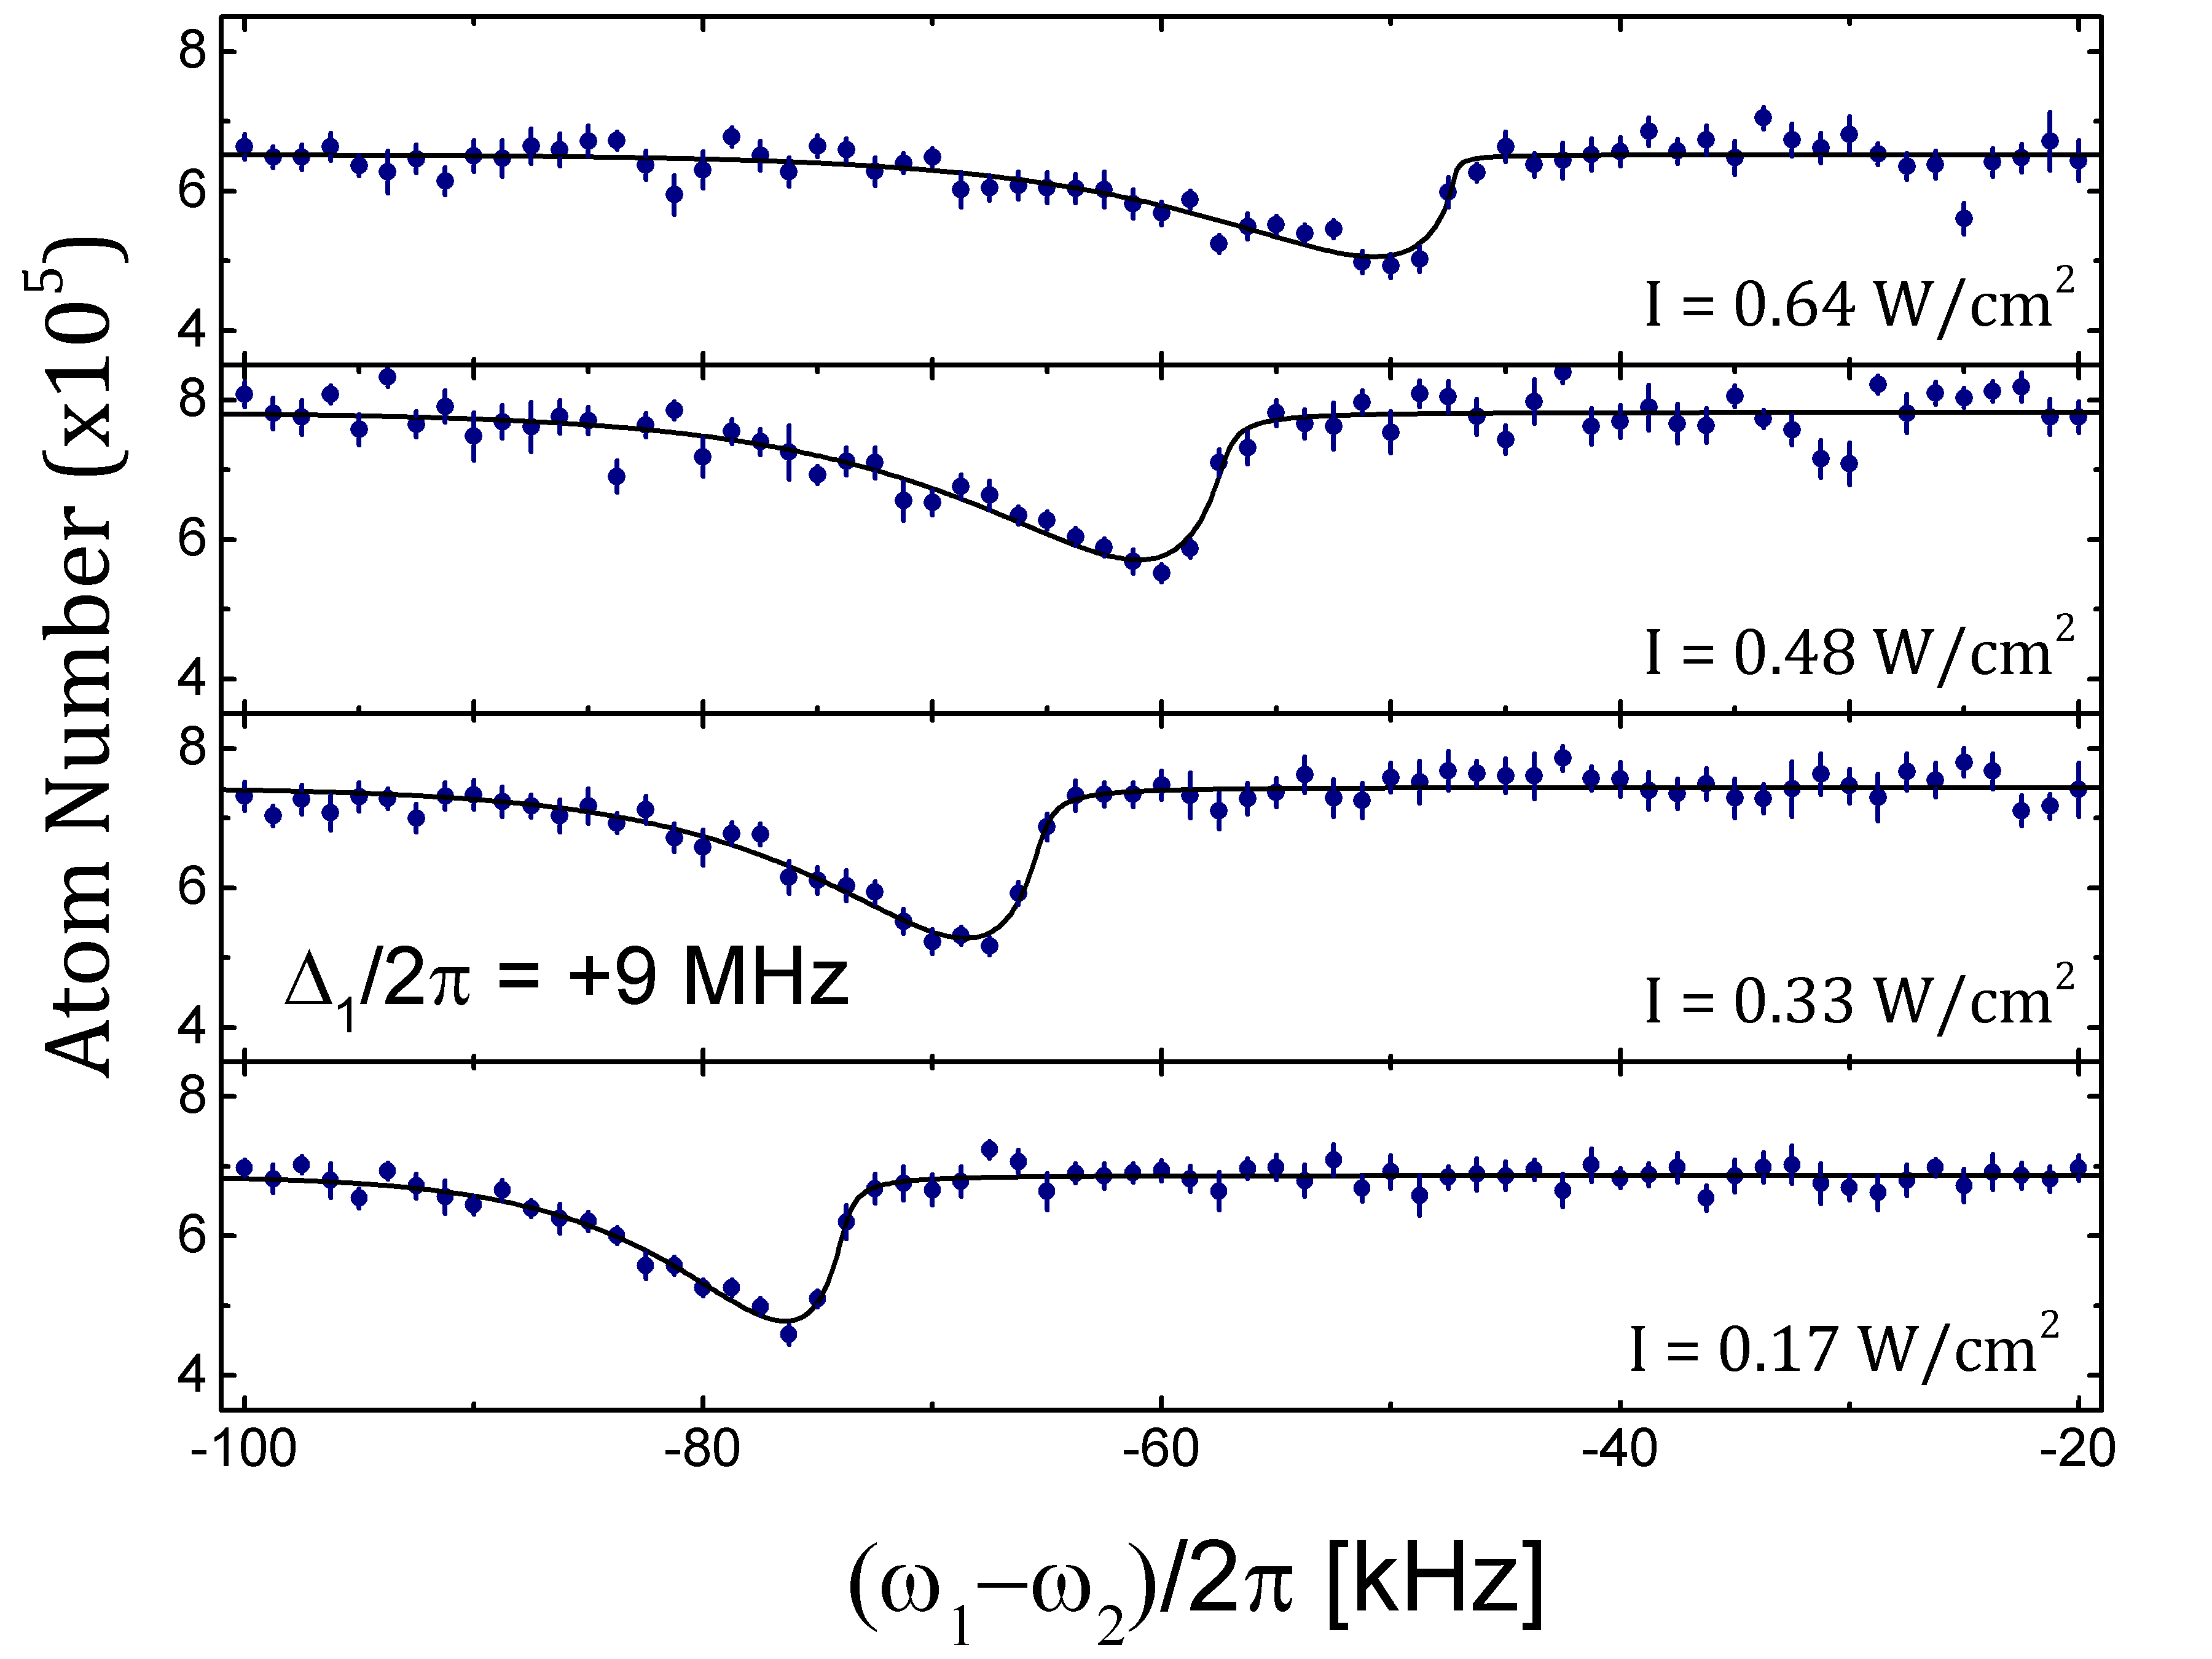 Atom Number (x10⁵)
8
6
4
I = 0.64 W/cm²
8
6
4
I = 0.48 W/cm²
8
6
4
Δ₁/2π = +9 MHz
I = 0.33 W/cm²
8
6
4
I = 0.17 W/cm²
-100 -80 -60 -40 -20
(ω₁−ω₂)/2π [kHz]